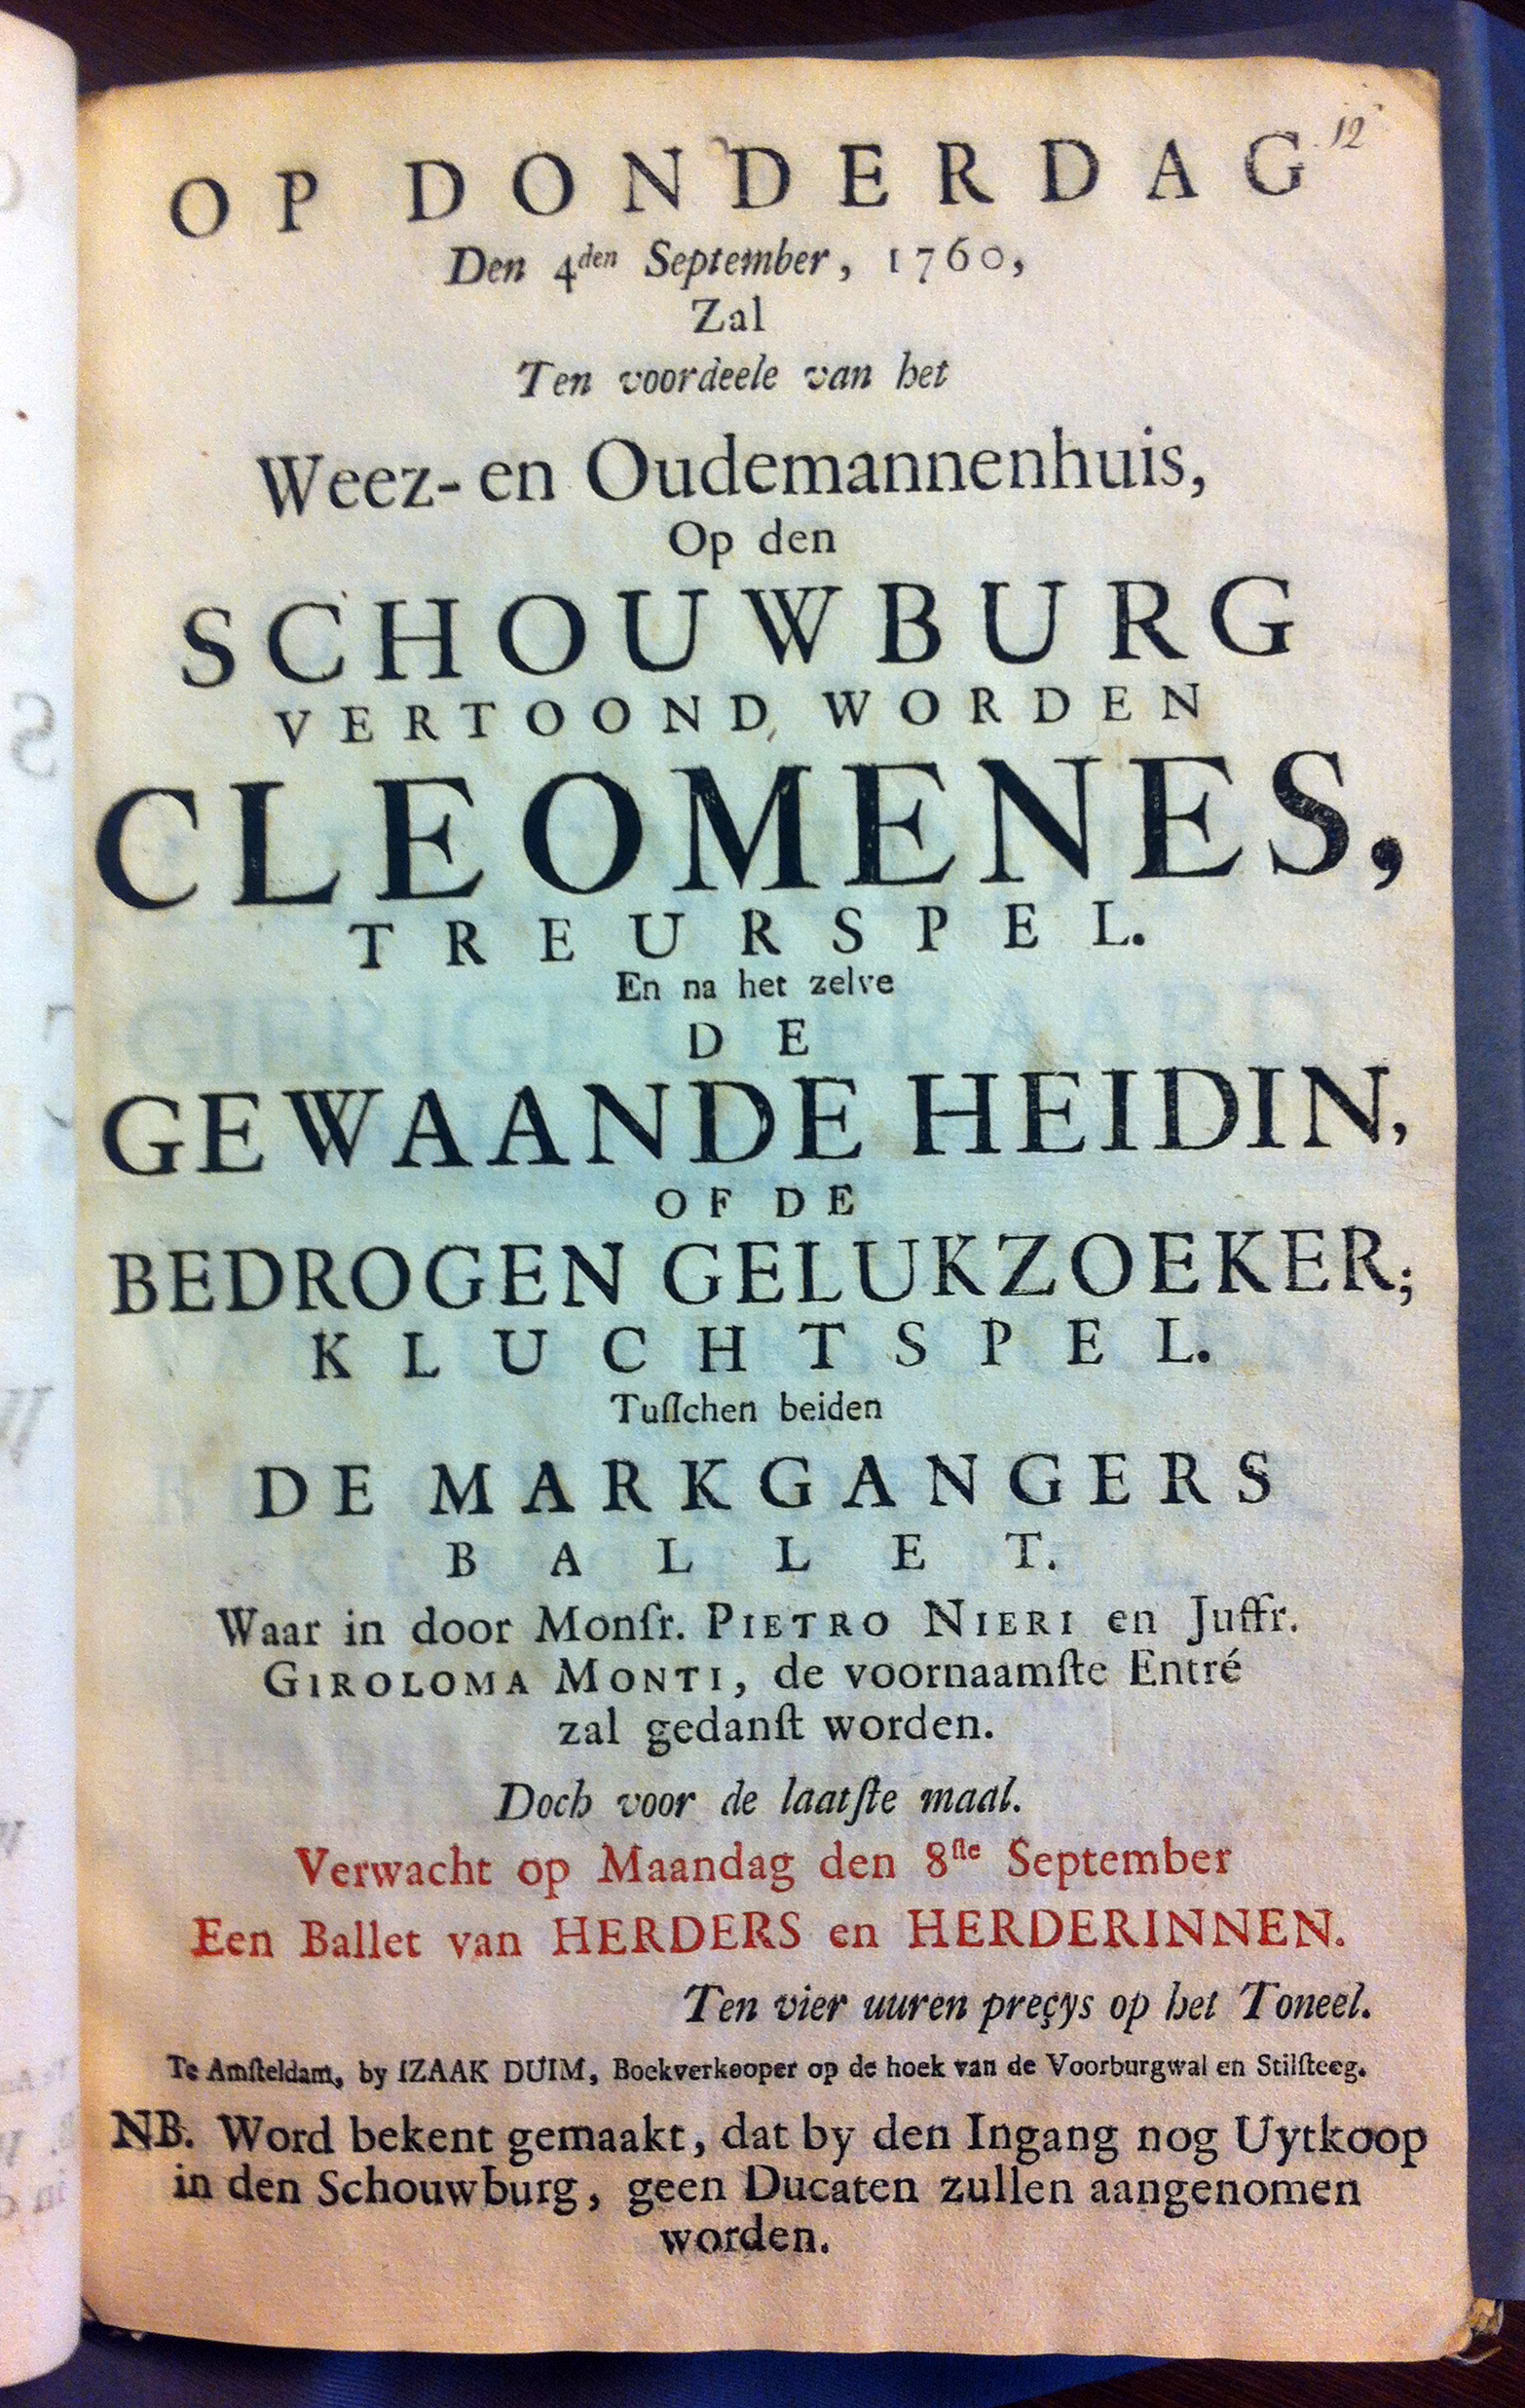 12
OP DONDERDAG
Den 4den September, 1760,
Zal
Ten voordeele van het
Weez- en Oudemannenhuis,
Op den
SCHOUWBURG
VERTOOND WORDEN
CLEOMENES,
TREURSPEL.
En na het zelve
DE
GEWAANDE HEIDIN,
OF DE
BEDROGEN GELUKZOEKER;
KLUCHTSPEL.
Tuſſchen beiden
DE MARKGANGERS
BALLET.
Waar in door Monſr. PIETRO NIERI en Juffr.
GIROLOMA MONTI, de voornaamſte Entré
zal gedanſt worden.
Doch voor de laatſte maal.
Verwacht op Maandag den 8ſte September
Een Ballet van HERDERS en HERDERINNEN.
Ten vier uuren preçys op het Toneel.
Te Amſteldam, by IZAAK DUIM, Boekverkooper op de hoek van de Voorburgwal en Stilſteeg.
NB. Word bekent gemaakt, dat by den Ingang nog Uytkoop
in den Schouwburg, geen Ducaten zullen aangenomen
worden.